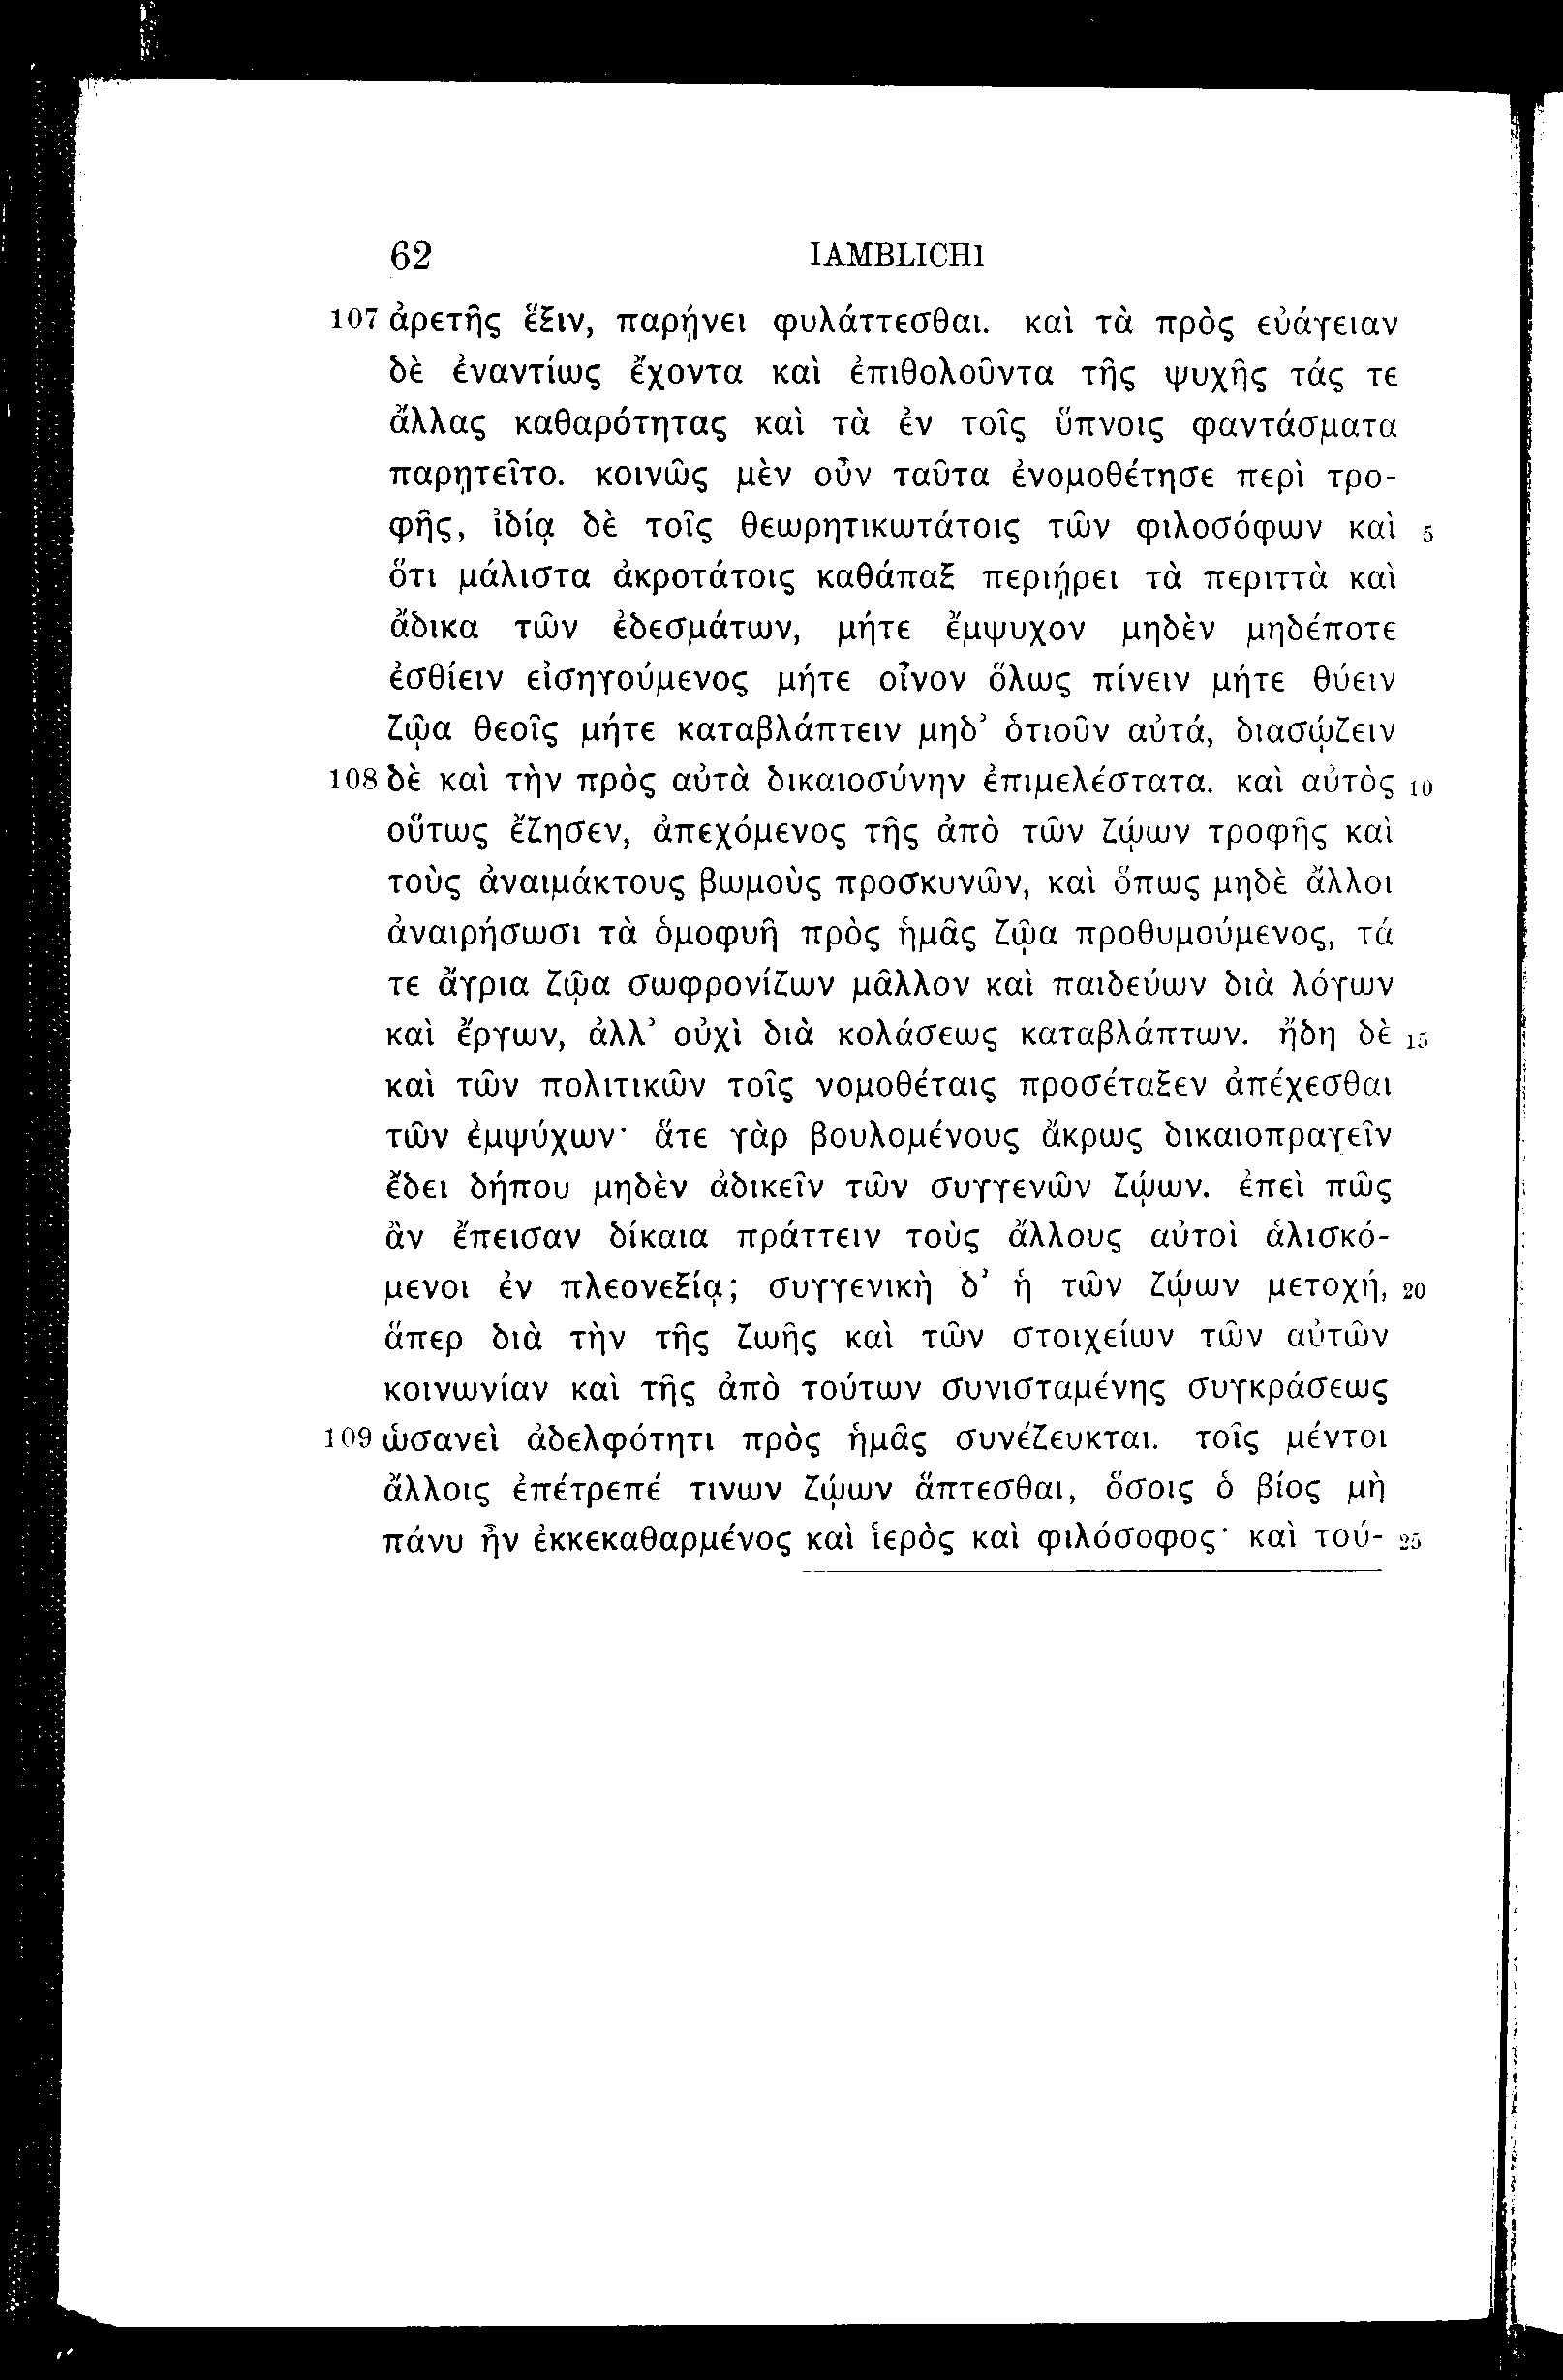 62 IAMBLICHI
107 ἀρετῆς ἕξιν, παρῄνει φυλάττεσθαι. καὶ τὰ πρὸς εὐάγειαν
δὲ ἐναντίως ἔχοντα καὶ ἐπιθολοῦντα τῆς ψυχῆς τάς τε
ἄλλας καθαρότητας καὶ τὰ ἐν τοῖς ὕπνοις φαντάσματα
παρῃτεῖτο. κοινῶς μὲν οὖν ταῦτα ἐνομοθέτησε περὶ τρο-
φῆς, ἰδίᾳ δὲ τοῖς θεωρητικωτάτοις τῶν φιλοσόφων καὶ 5
ὅτι μάλιστα ἀκροτάτοις καθάπαξ περιῄρει τὰ περιττὰ καὶ
ἄδικα τῶν ἐδεσμάτων, μήτε ἔμψυχον μηδὲν μηδέποτε
ἐσθίειν εἰσηγούμενος μήτε οἶνον ὅλως πίνειν μήτε θύειν
ζῷα θεοῖς μήτε καταβλάπτειν μηδ’ ὁτιοῦν αὐτά, διασῴζειν
108 δὲ καὶ τὴν πρὸς αὐτὰ δικαιοσύνην ἐπιμελέστατα. καὶ αὐτὸς 10
οὕτως ἔζησεν, ἀπεχόμενος τῆς ἀπὸ τῶν ζῴων τροφῆς καὶ
τοὺς ἀναιμάκτους βωμοὺς προσκυνῶν, καὶ ὅπως μηδὲ ἄλλοι
ἀναιρήσωσι τὰ ὁμοφυῆ πρὸς ἡμᾶς ζῷα προθυμούμενος, τά
τε ἄγρια ζῷα σωφρονίζων μᾶλλον καὶ παιδεύων διὰ λόγων
καὶ ἔργων, ἀλλ’ οὐχὶ διὰ κολάσεως καταβλάπτων. ἤδη δὲ 15
καὶ τῶν πολιτικῶν τοῖς νομοθέταις προσέταξεν ἀπέχεσθαι
τῶν ἐμψύχων· ἅτε γὰρ βουλομένους ἄκρως δικαιοπραγεῖν
ἔδει δήπου μηδὲν ἀδικεῖν τῶν συγγενῶν ζῴων. ἐπεὶ πῶς
ἂν ἔπεισαν δίκαια πράττειν τοὺς ἄλλους αὐτοὶ ἁλισκό-
μενοι ἐν πλεονεξίᾳ; συγγενικὴ δ’ ἡ τῶν ζῴων μετοχή, 20
ἅπερ διὰ τὴν τῆς ζωῆς καὶ τῶν στοιχείων τῶν αὐτῶν
κοινωνίαν καὶ τῆς ἀπὸ τούτων συνισταμένης συγκράσεως
109 ὡσανεὶ ἀδελφότητι πρὸς ἡμᾶς συνέζευκται. τοῖς μέντοι
ἄλλοις ἐπέτρεπέ τινων ζῴων ἅπτεσθαι, ὅσοις ὁ βίος μὴ
πάνυ ἦν ἐκκεκαθαρμένος καὶ ἱερὸς καὶ φιλόσοφος· καὶ τού- 25